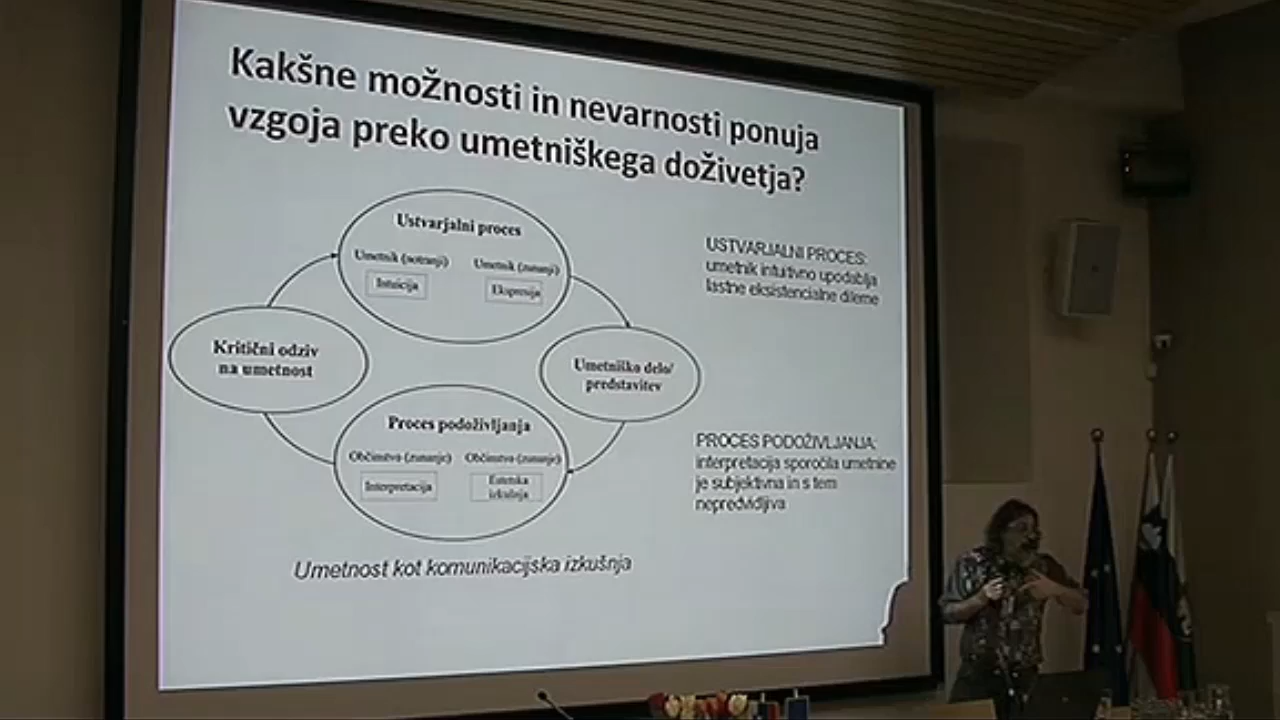 Kakšne možnosti in nevarnosti ponuja
vzgoja preko umetniškega doživetja?
Ustvarjalni proces
Umetnik (notranji)
Umetnik (zunanji)
Intuicija
Ekspresija
Kritični odziv
na umetnost
Umetniško delo/
predstavitev
Proces podoživljanja
Občinstvo (zunanje)
Občinstvo (zunanje)
Interpretacija
Estetska
izkušnja
Umetnost kot komunikacijska izkušnja
USTVARJALNI PROCES:
umetnik intuitivno upodablja
lastne eksistencialne dileme
PROCES PODOŽIVLJANJA:
interpretacija sporočila umetnine
je subjektivna in s tem
nepredvidljiva